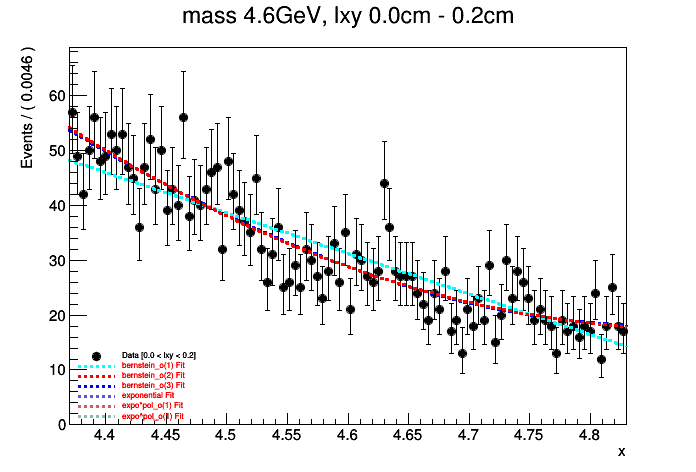 mass 4.6GeV, lxy 0.0cm - 0.2cm
Events / ( 0.0046 )
60
50
40
30
20
10
0
Data [0.0 < lxy < 0.2]
bernstein_o(1) Fit
bernstein_o(2) Fit
bernstein_o(3) Fit
exponential Fit
expo*pol_o(1) Fit
Fit
4.4 4.45 4.5 4.55 4.6 4.65 4.7 4.75 4.8
x